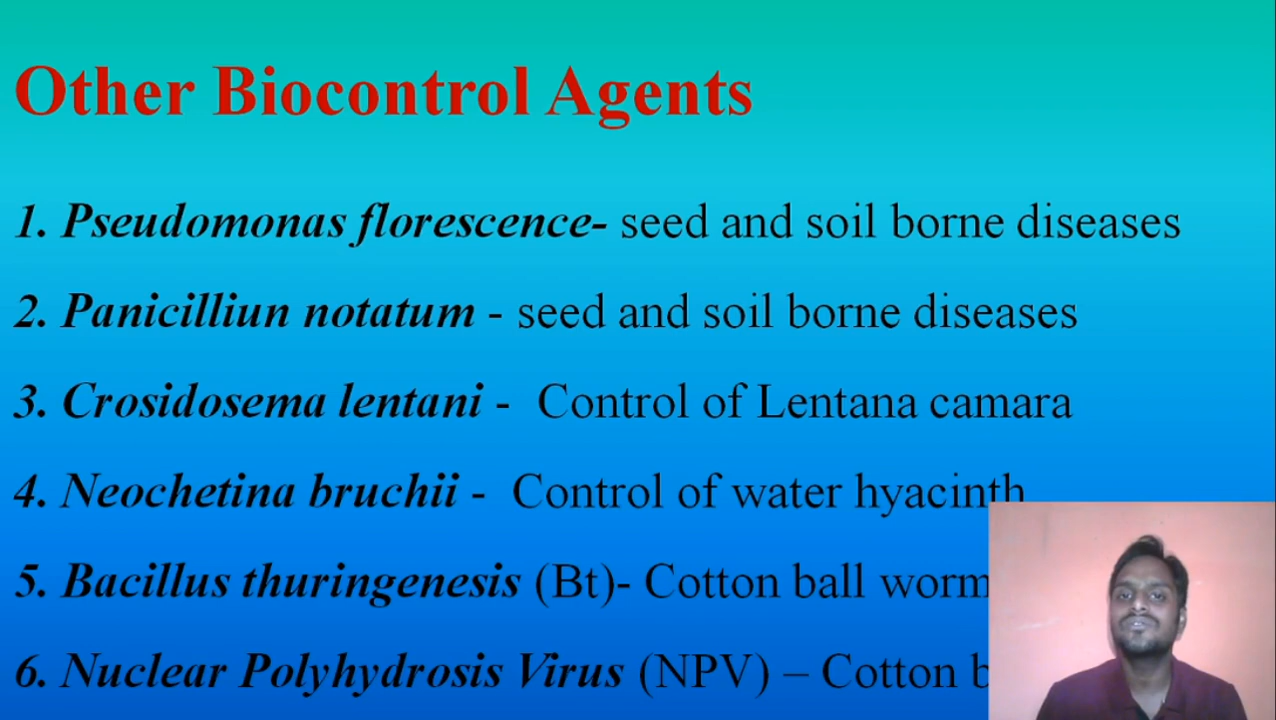 Other Biocontrol Agents
1. Pseudomonas florescence- seed and soil borne diseases
2. Panicilliun notatum - seed and soil borne diseases
3. Crosidosema lentani - Control of Lentana camara
4. Neochetina bruchii - Control of water hyacinth
5. Bacillus thuringenesis (Bt)- Cotton ball worm
6. Nuclear Polyhydrosis Virus (NPV) – Cotton